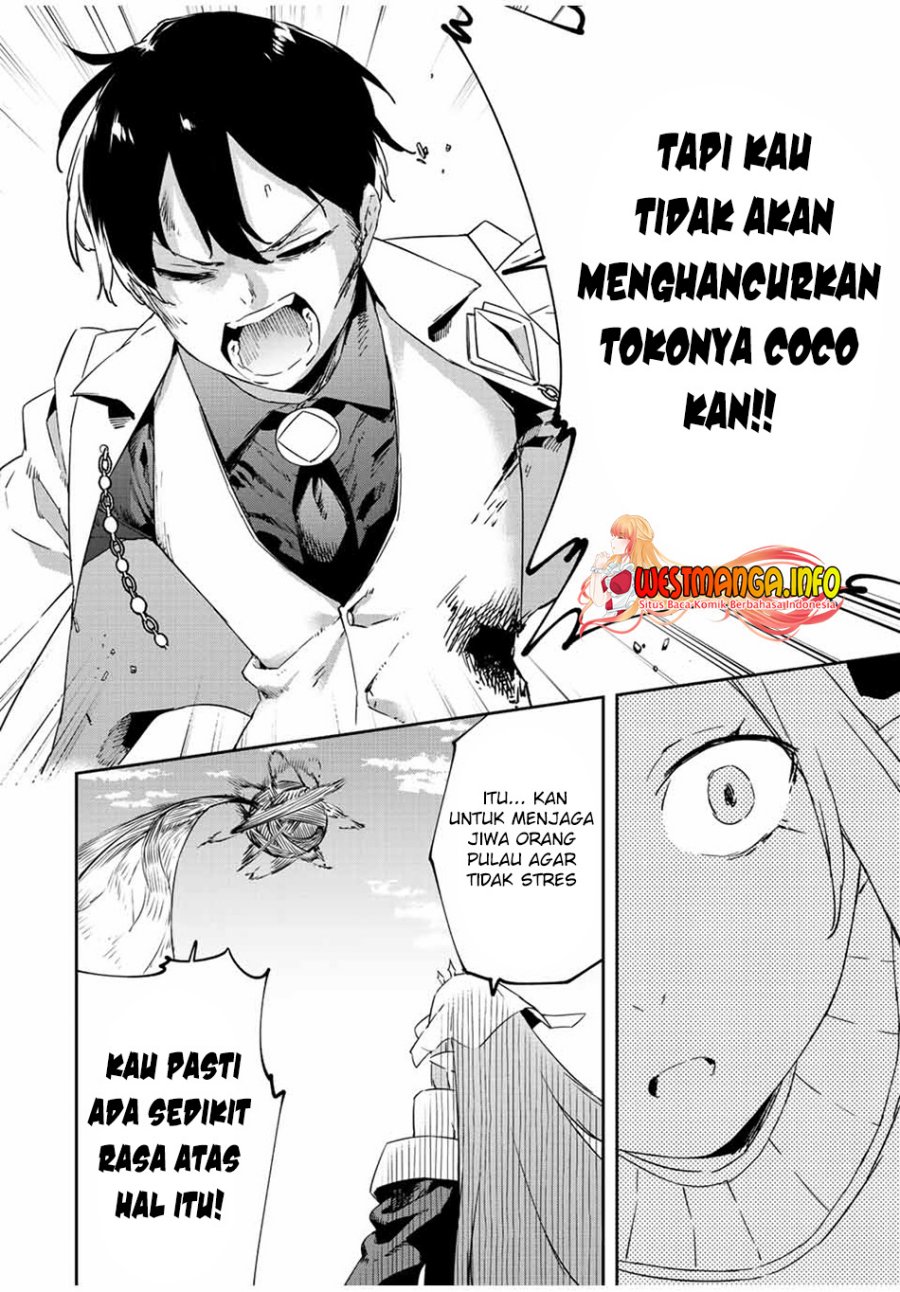 TAPI KAU
TIDAK AKAN
MENGHANCURKAN
TOKONYA COCO
KAN!!
WESTMANGA.INFO
Situs Baca Komik Berbahasa Indonesia
ITU... KAN
UNTUK MENJAGA
JIWA ORANG
PULAU AGAR
TIDAK STRES
KAU PASTI
ADA SEDIKIT
RASA ATAS
HAL ITU!